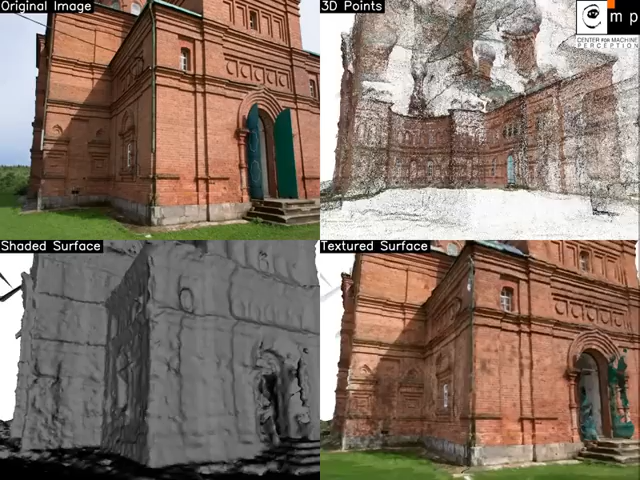 Original Image
3D Points
m p
CENTER FOR MACHINE
PERCEPTION
Shaded Surface
Textured Surface